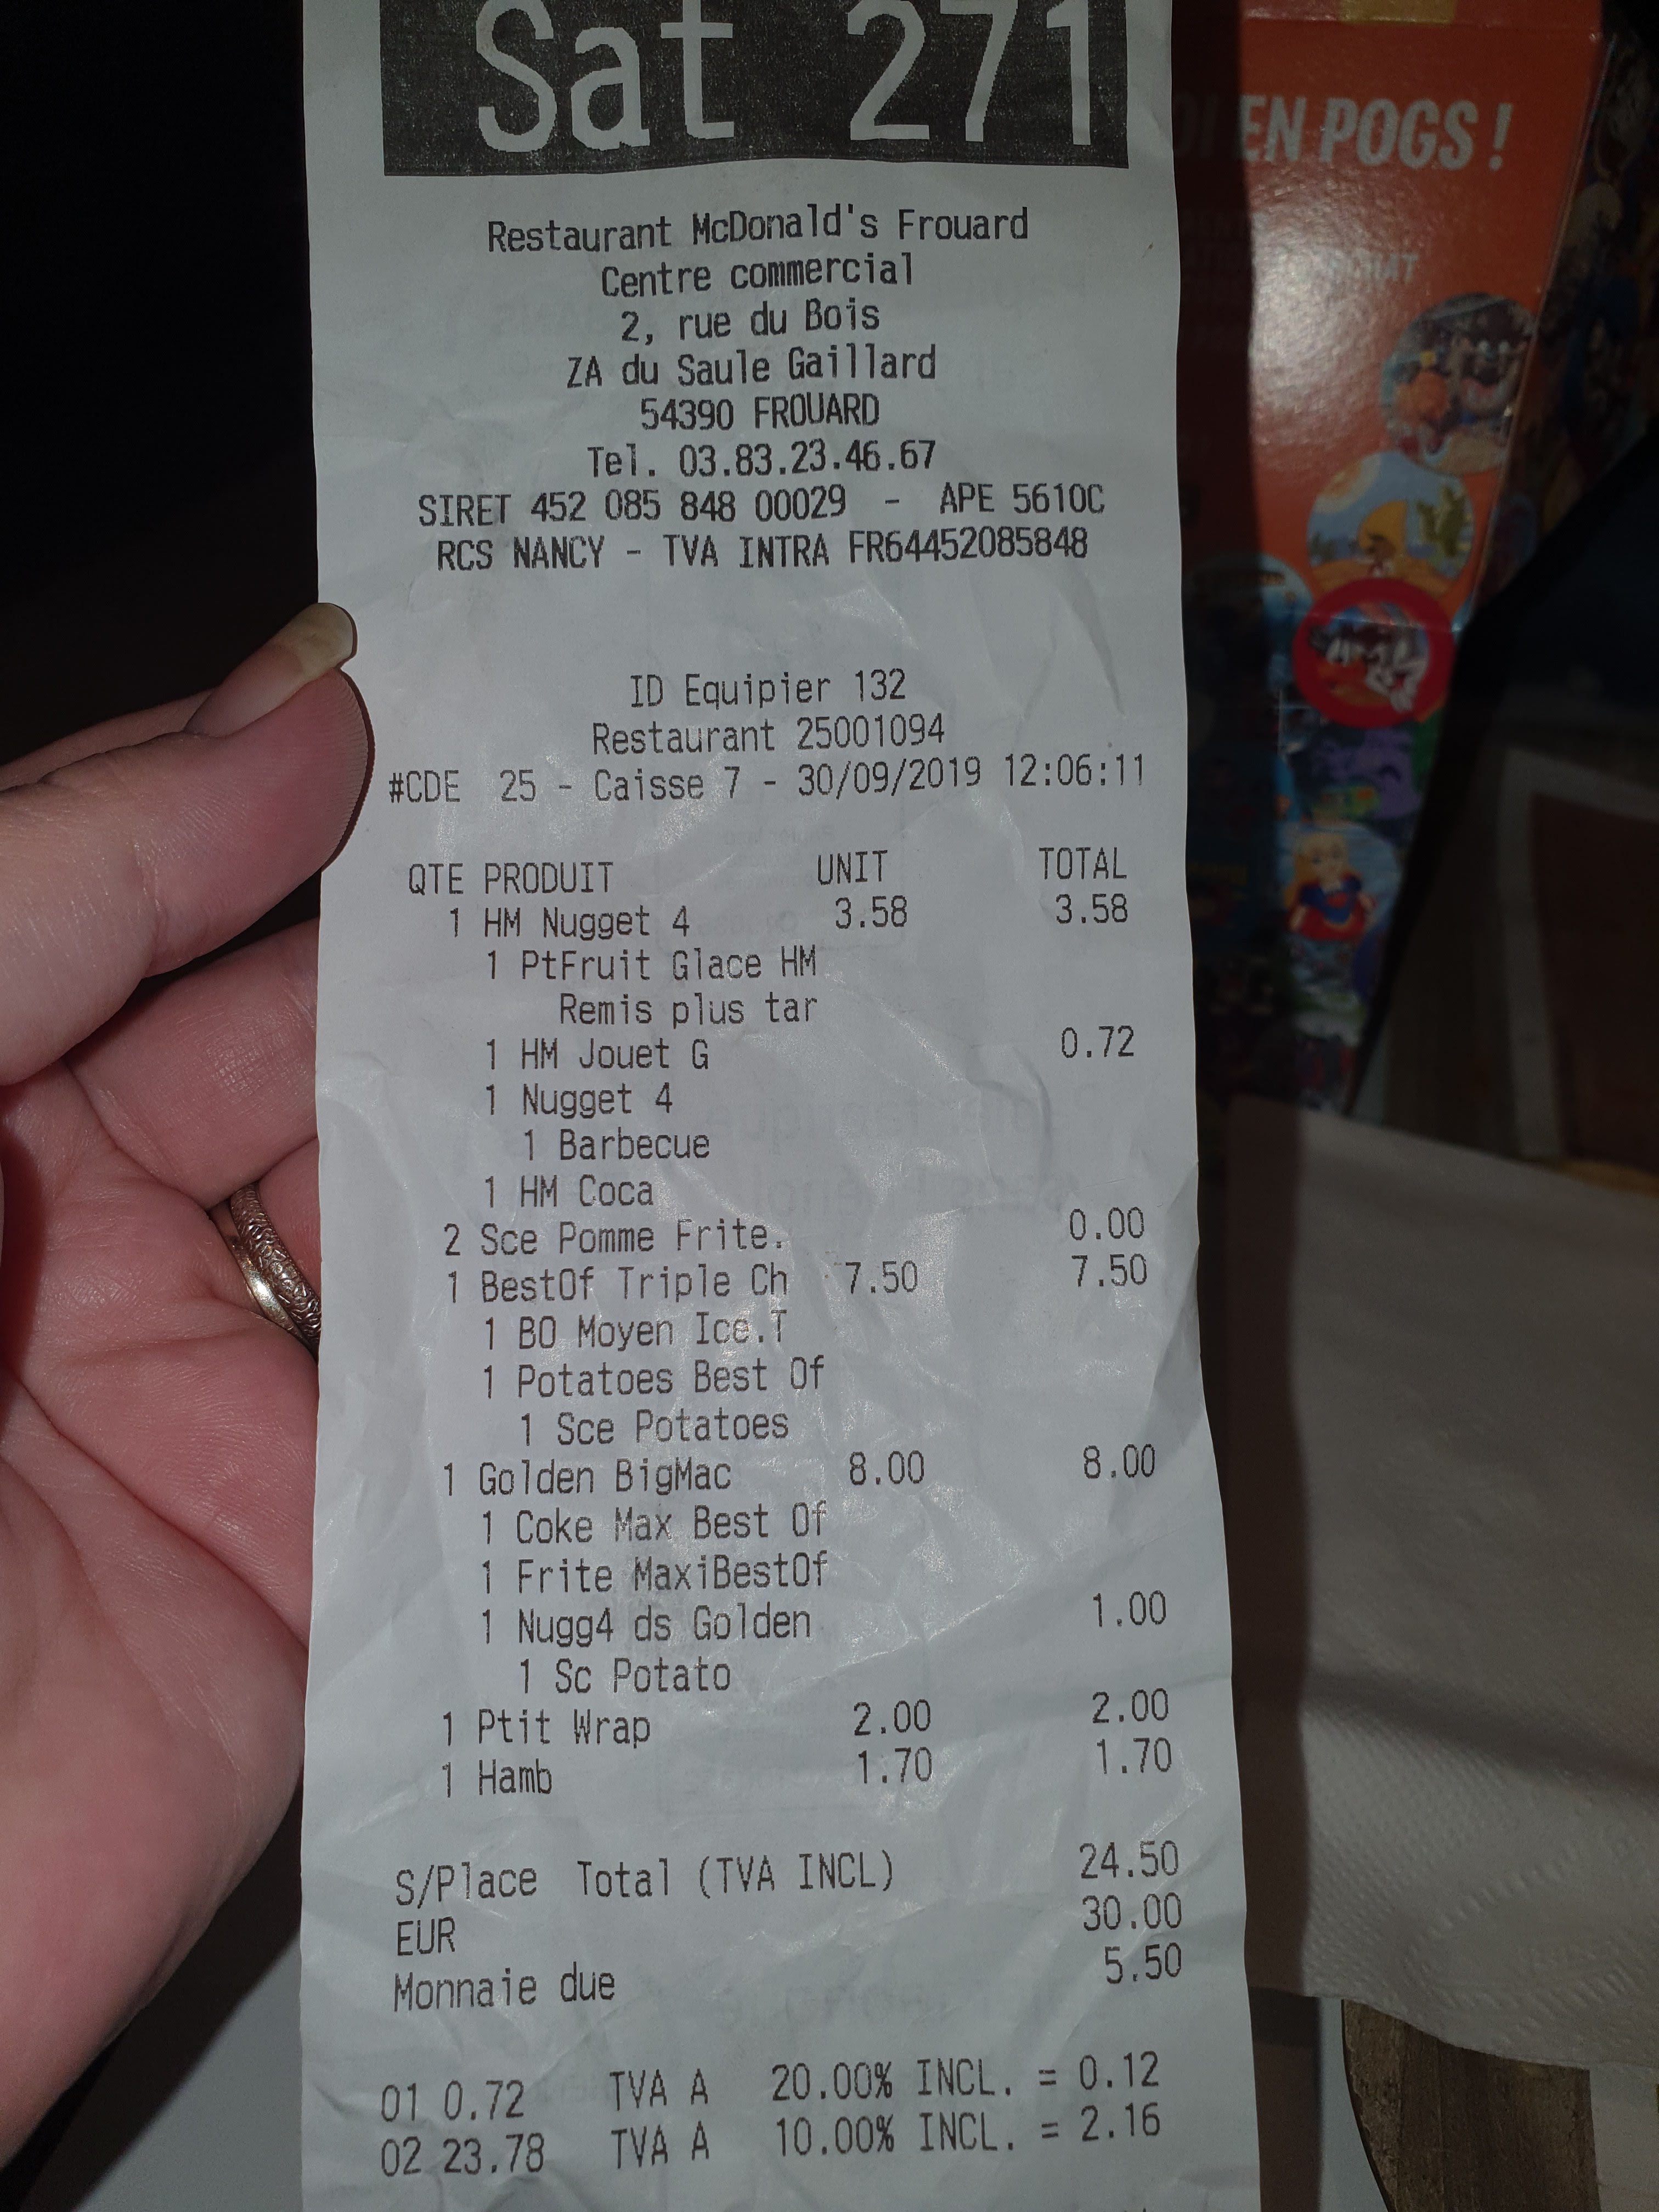 Sat 271
EN POGS !
Restaurant McDonald's Frouard
Centre commercial
2, rue du Bois
ZA du Saule Gaillard
54390 FROUARD
Tel. 03.83.23.46.67
SIRET 452 085 848 00029 - APE 5610C
RCS NANCY - TVA INTRA FR64452085848
ID Equipier 132
Restaurant 25001094
#CDE 25 - Caisse 7 - 30/09/2019 12:06:11
QTE PRODUIT UNIT TOTAL
1 HM Nugget 4 3.58 3.58
1 PtFruit Glace HM
Remis plus tar
1 HM Jouet G 0.72
1 Nugget 4
1 Barbecue
1 HM Coca
2 Sce Pomme Frite. 0.00
1 BestOf Triple Ch 7.50 7.50
1 BO Moyen Ice.T
1 Potatoes Best Of
1 Sce Potatoes
1 Golden BigMac 8.00 8.00
1 Coke Max Best Of
1 Frite MaxiBestOf
1 Nugg4 ds Golden 1.00
1 Sc Potato
1 Ptit Wrap 2.00 2.00
1 Hamb 1.70 1.70
S/Place Total (TVA INCL) 24.50
EUR 30.00
Monnaie due 5.50
01 0.72 TVA A 20.00% INCL. = 0.12
02 23.78 TVA A 10.00% INCL. = 2.16